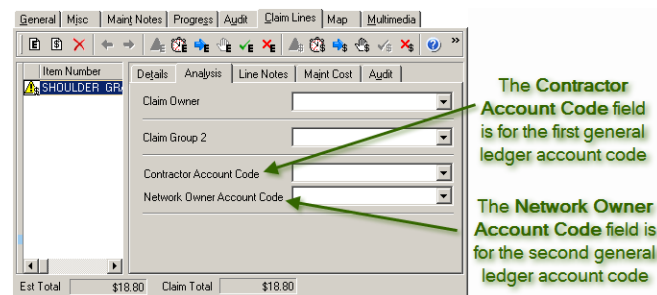 General Misc Maint Notes Progress Audit Claim Lines Map Multimedia
Item Number
SHOULDER GR
Details Analysis Line Notes Maint Cost Audit
Claim Owner
Claim Group 2
Contractor Account Code
Network Owner Account Code
The Contractor
Account Code field
is for the first general
ledger account code
The Network Owner
Account Code field is
for the second general
ledger account code
Est Total $18.80 Claim Total $18.80